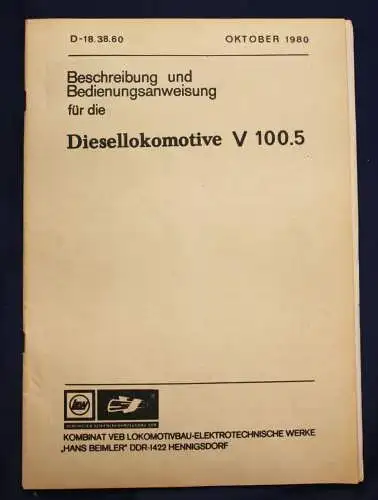 D-18.38.60 OKTOBER 1980
Beschreibung und
Bedienungsanweisung
für die
Diesellokomotive V 100.5
LEW
KOMBINAT VEB LOKOMOTIVBAU-ELEKTROTECHNISCHE WERKE
„HANS BEIMLER" DDR-1422 HENNIGSDORF